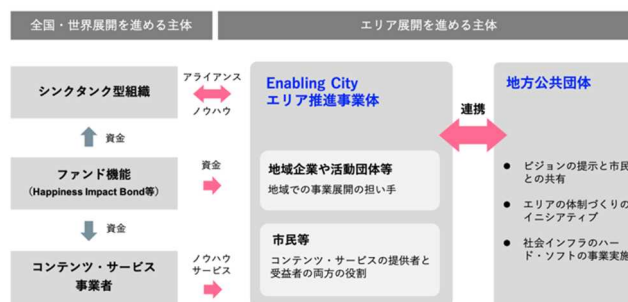 全国・世界展開を進める主体
エリア展開を進める主体
シンクタンク型組織
資金
ファンド機能
（Happiness Impact Bond等）
資金
コンテンツ・サービス
事業者
アライアンス
ノウハウ
資金
ノウハウ
サービス
Enabling City
エリア推進事業体
地域企業や活動団体等
地域での事業展開の担い手
市民等
コンテンツ・サービスの提供者と
受益者の両方の役割
連携
地方公共団体
● ビジョンの提示と市民
との共有
● エリアの体制づくりの
イニシアティブ
● 社会インフラのハー
ド・ソフトの事業実施